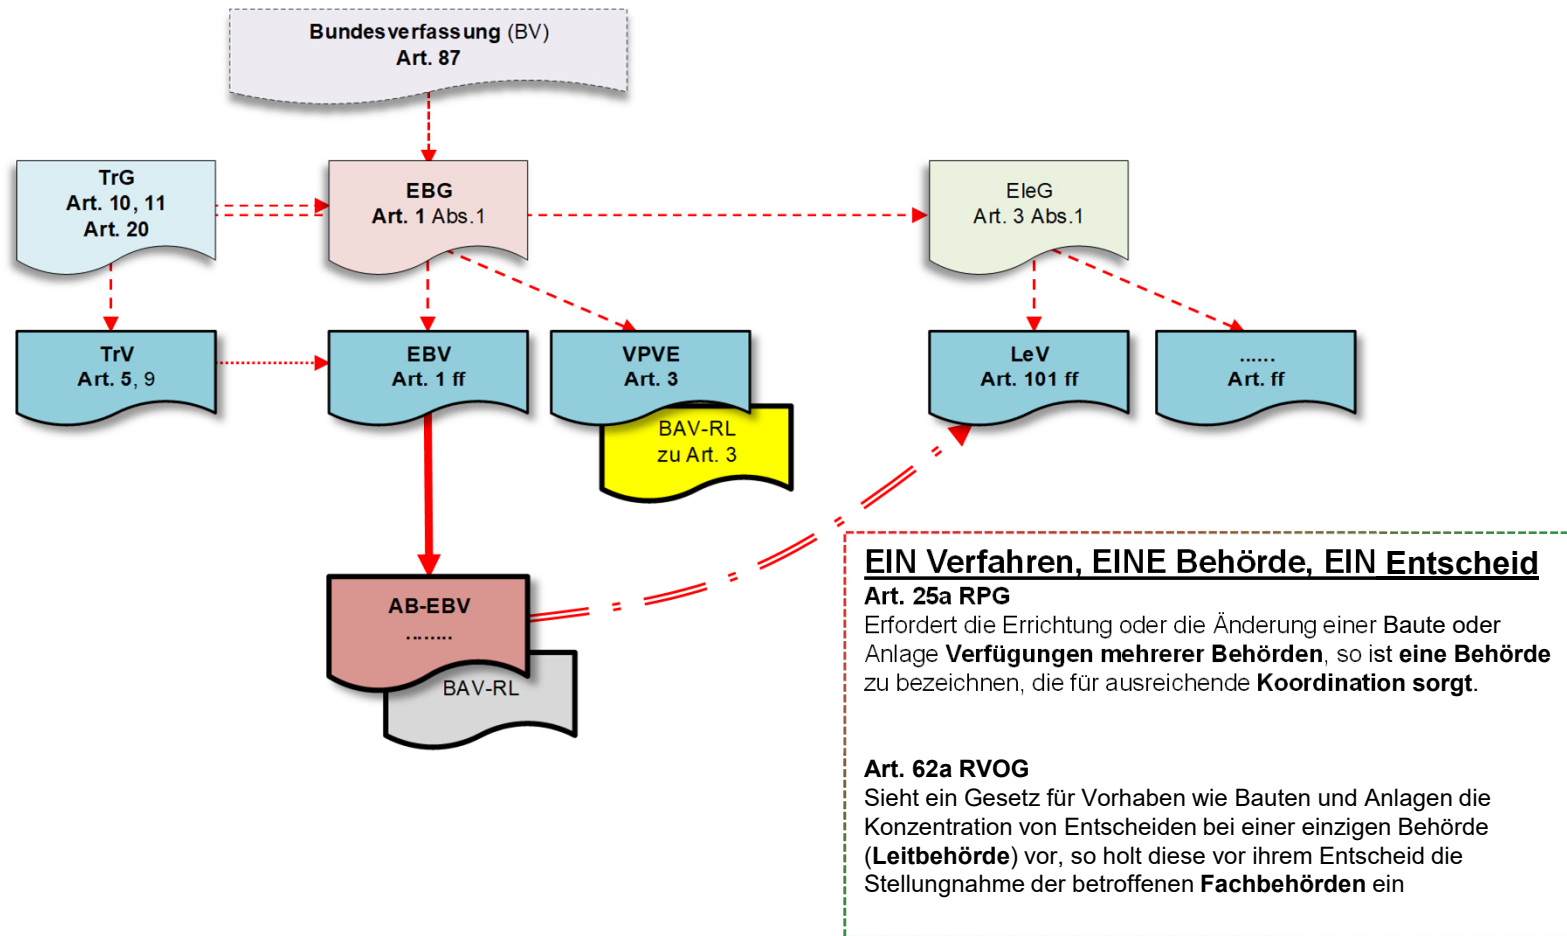 Bundesverfassung (BV)
Art. 87
TrG
Art. 10, 11
Art. 20
EBG
Art. 1 Abs.1
EleG
Art. 3 Abs.1
TrV
Art. 5, 9
EBV
Art. 1 ff
VPVE
Art. 3
LeV
Art. 101 ff
......
Art. ff
BAV-RL
zu Art. 3
AB-EBV
........
BAV-RL
EIN Verfahren, EINE Behörde, EIN Entscheid
Art. 25a RPG
Erfordert die Errichtung oder die Änderung einer Baute oder
Anlage Verfügungen mehrerer Behörden, so ist eine Behörde
zu bezeichnen, die für ausreichende Koordination sorgt.
Art. 62a RVOG
Sieht ein Gesetz für Vorhaben wie Bauten und Anlagen die
Konzentration von Entscheiden bei einer einzigen Behörde
(Leitbehörde) vor, so holt diese vor ihrem Entscheid die
Stellungnahme der betroffenen Fachbehörden ein